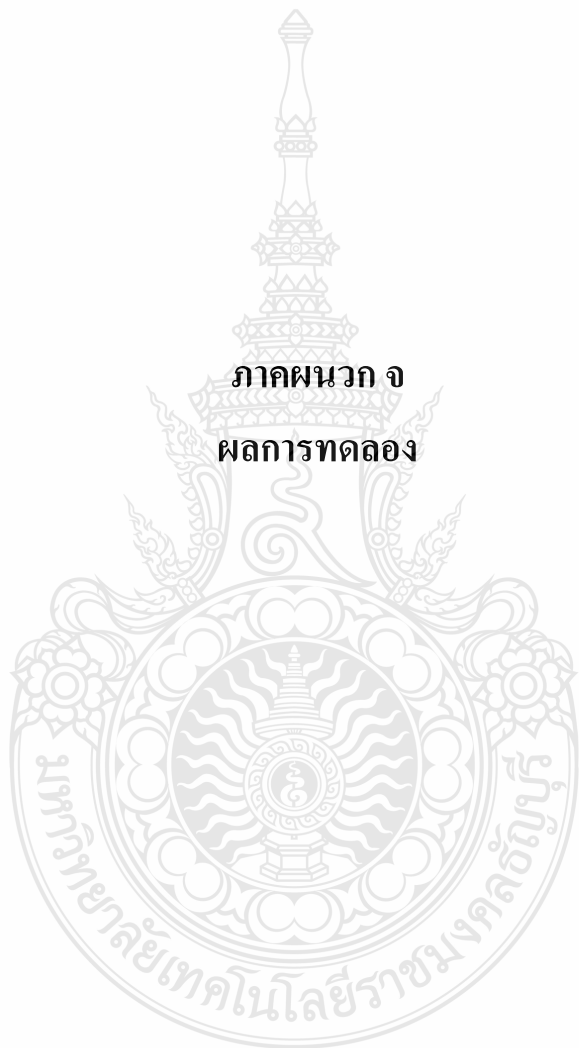 ภาคผนวก จ
ผลการทดลอง
มหาวิทยาลัยเทคโนโลยีราชมงคลธัญบุรี